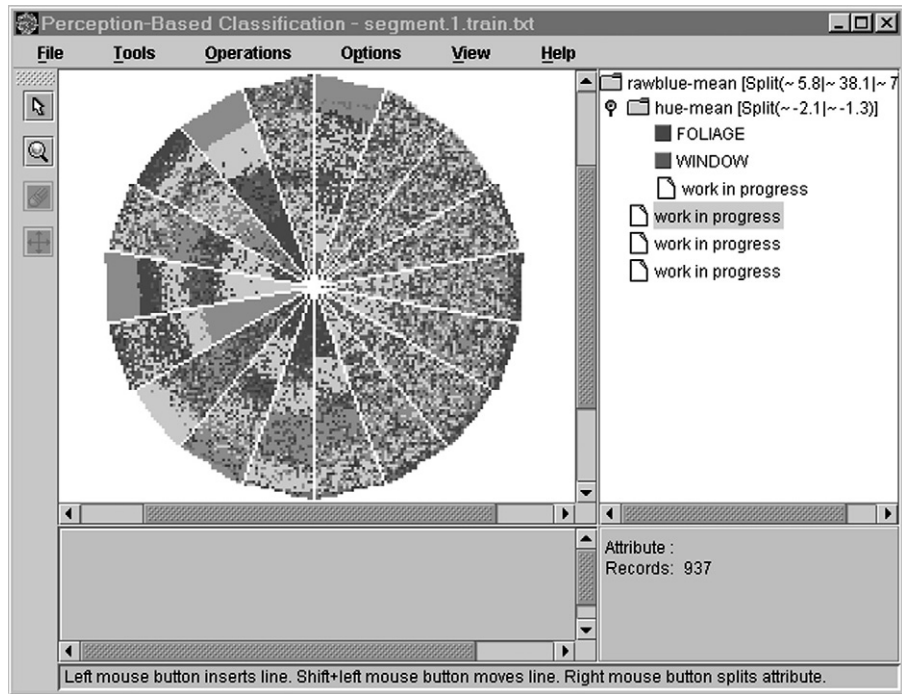 Perception-Based Classification - segment.1.train.txt
File Tools Operations Options View Help
rawblue-mean [Split(~ 5.8|~ 38.1|~ 7
hue-mean [Split(~ -2.1|~ -1.3)]
FOLIAGE
WINDOW
work in progress
work in progress
work in progress
work in progress
Attribute :
Records: 937
Left mouse button inserts line. Shift+left mouse button moves line. Right mouse button splits attribute.